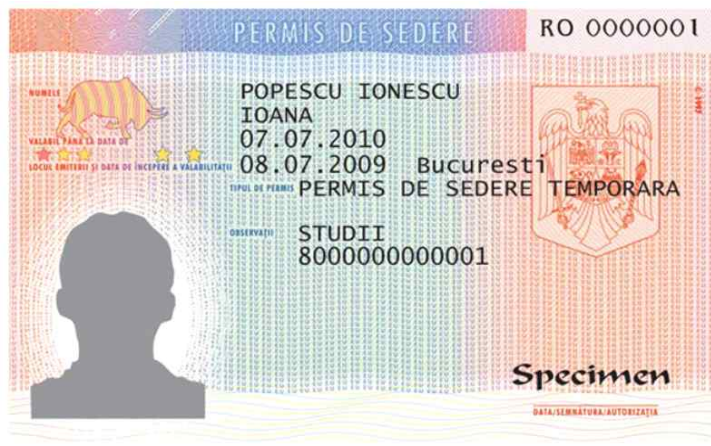 PERMIS DE SEDERE
RO 0000001
NUMELE
POPESCU IONESCU
IOANA
VALABIL PÂNĂ LA DATA DE
07.07.2010
LOCUL EMITERII ȘI DATA DE ÎNCEPERE A VALABILITĂȚII
08.07.2009 Bucuresti
TIPUL DE PERMIS
PERMIS DE SEDERE TEMPORARA
OBSERVAȚII
STUDII
8000000000001
Specimen
DATA/SEMNĂTURA/AUTORIZAȚIA